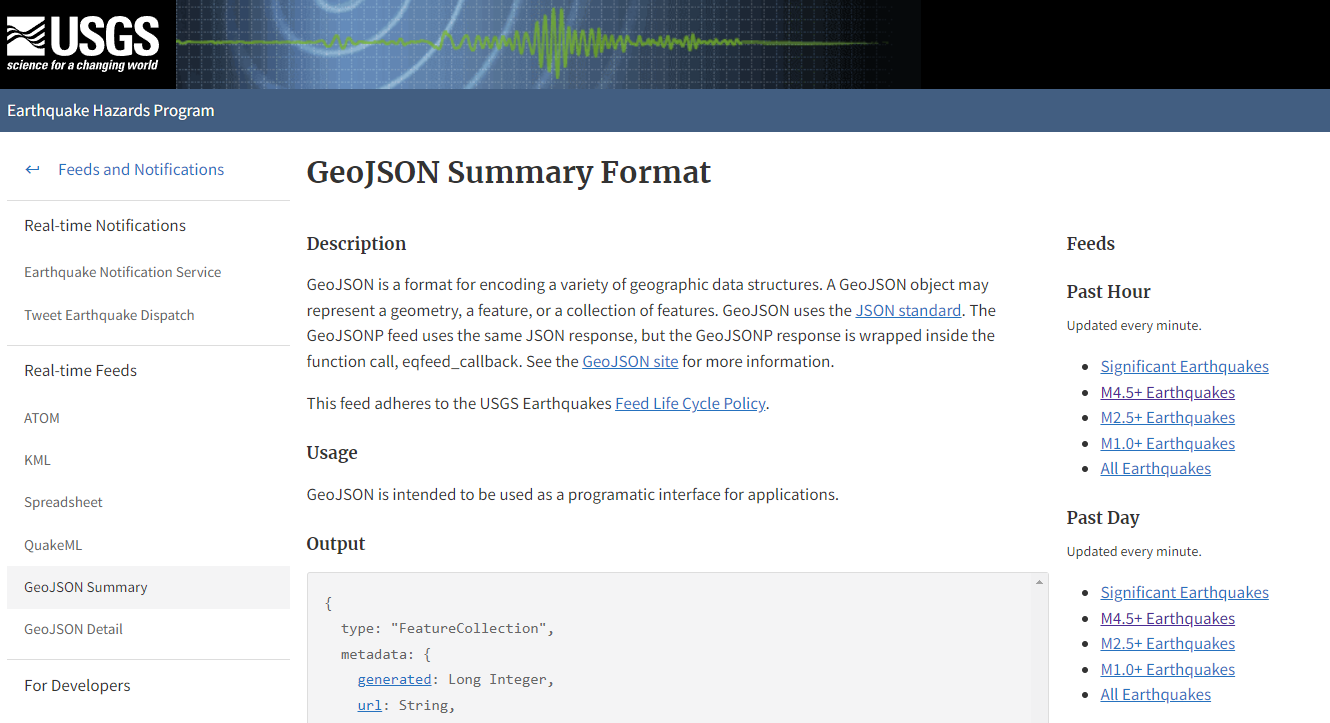 USGS
science for a changing world
Earthquake Hazards Program
Feeds and Notifications
Real-time Notifications
Earthquake Notification Service
Tweet Earthquake Dispatch
Real-time Feeds
ATOM
KML
Spreadsheet
QuakeML
GeoJSON Summary
GeoJSON Detail
For Developers
GeoJSON Summary Format
Description
GeoJSON is a format for encoding a variety of geographic data structures. A GeoJSON object may
represent a geometry, a feature, or a collection of features. GeoJSON uses the JSON standard. The
GeoJSONP feed uses the same JSON response, but the GeoJSONP response is wrapped inside the
function call, eqfeed_callback. See the GeoJSON site for more information.
This feed adheres to the USGS Earthquakes Feed Life Cycle Policy.
Usage
GeoJSON is intended to be used as a programatic interface for applications.
Output
{
type: "FeatureCollection",
metadata: {
generated: Long Integer,
url: String,
Feeds
Past Hour
Updated every minute.
Significant Earthquakes
M4.5+ Earthquakes
M2.5+ Earthquakes
M1.0+ Earthquakes
All Earthquakes
Past Day
Updated every minute.
Significant Earthquakes
M4.5+ Earthquakes
M2.5+ Earthquakes
M1.0+ Earthquakes
All Earthquakes